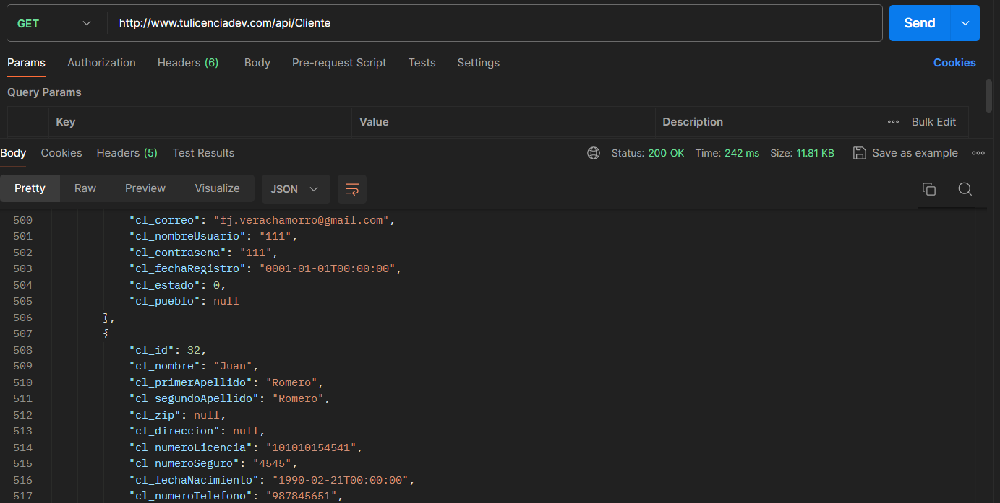 GET http://www.tulicenciadev.com/api/Cliente Send
Params Authorization Headers (6) Body Pre-request Script Tests Settings Cookies
Query Params
Key Value Description ••• Bulk Edit
Body Cookies Headers (5) Test Results Status: 200 OK Time: 242 ms Size: 11.81 KB Save as example •••
Pretty Raw Preview Visualize JSON
500 "cl_correo": "fj.verachamorro@gmail.com",
501 "cl_nombreUsuario": "111",
502 "cl_contrasena": "111",
503 "cl_fechaRegistro": "0001-01-01T00:00:00",
504 "cl_estado": 0,
505 "cl_pueblo": null
506 },
507 {
508 "cl_id": 32,
509 "cl_nombre": "Juan",
510 "cl_primerApellido": "Romero",
511 "cl_segundoApellido": "Romero",
512 "cl_zip": null,
513 "cl_direccion": null,
514 "cl_numeroLicencia": "101010154541",
515 "cl_numeroSeguro": "4545",
516 "cl_fechaNacimiento": "1990-02-21T00:00:00",
517 "cl_numeroTelefono": "987845651",